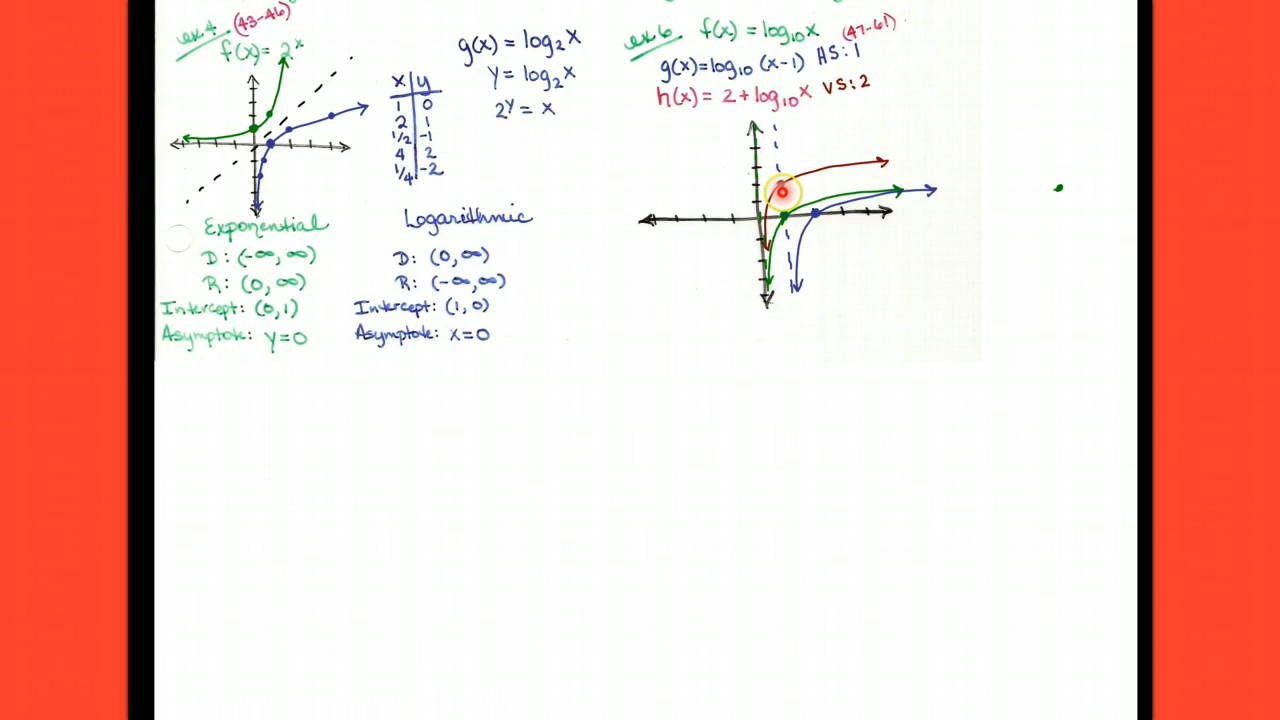 ex.4 (43-46)
f(x) = 2ˣ
g(x) = log₂x
y = log₂x
2ʸ = x
x y
1 0
2 1
1/2 -1
4 2
1/4 -2
Exponential
D: (-∞, ∞)
R: (0, ∞)
Intercept: (0, 1)
Asymptote: y=0
Logarithmic
D: (0, ∞)
R: (-∞, ∞)
Intercept: (1, 0)
Asymptote: x=0
ex.6 f(x) = log₁₀x (47-61)
g(x) = log₁₀(x-1) HS: 1
h(x) = 2 + log₁₀x VS: 2